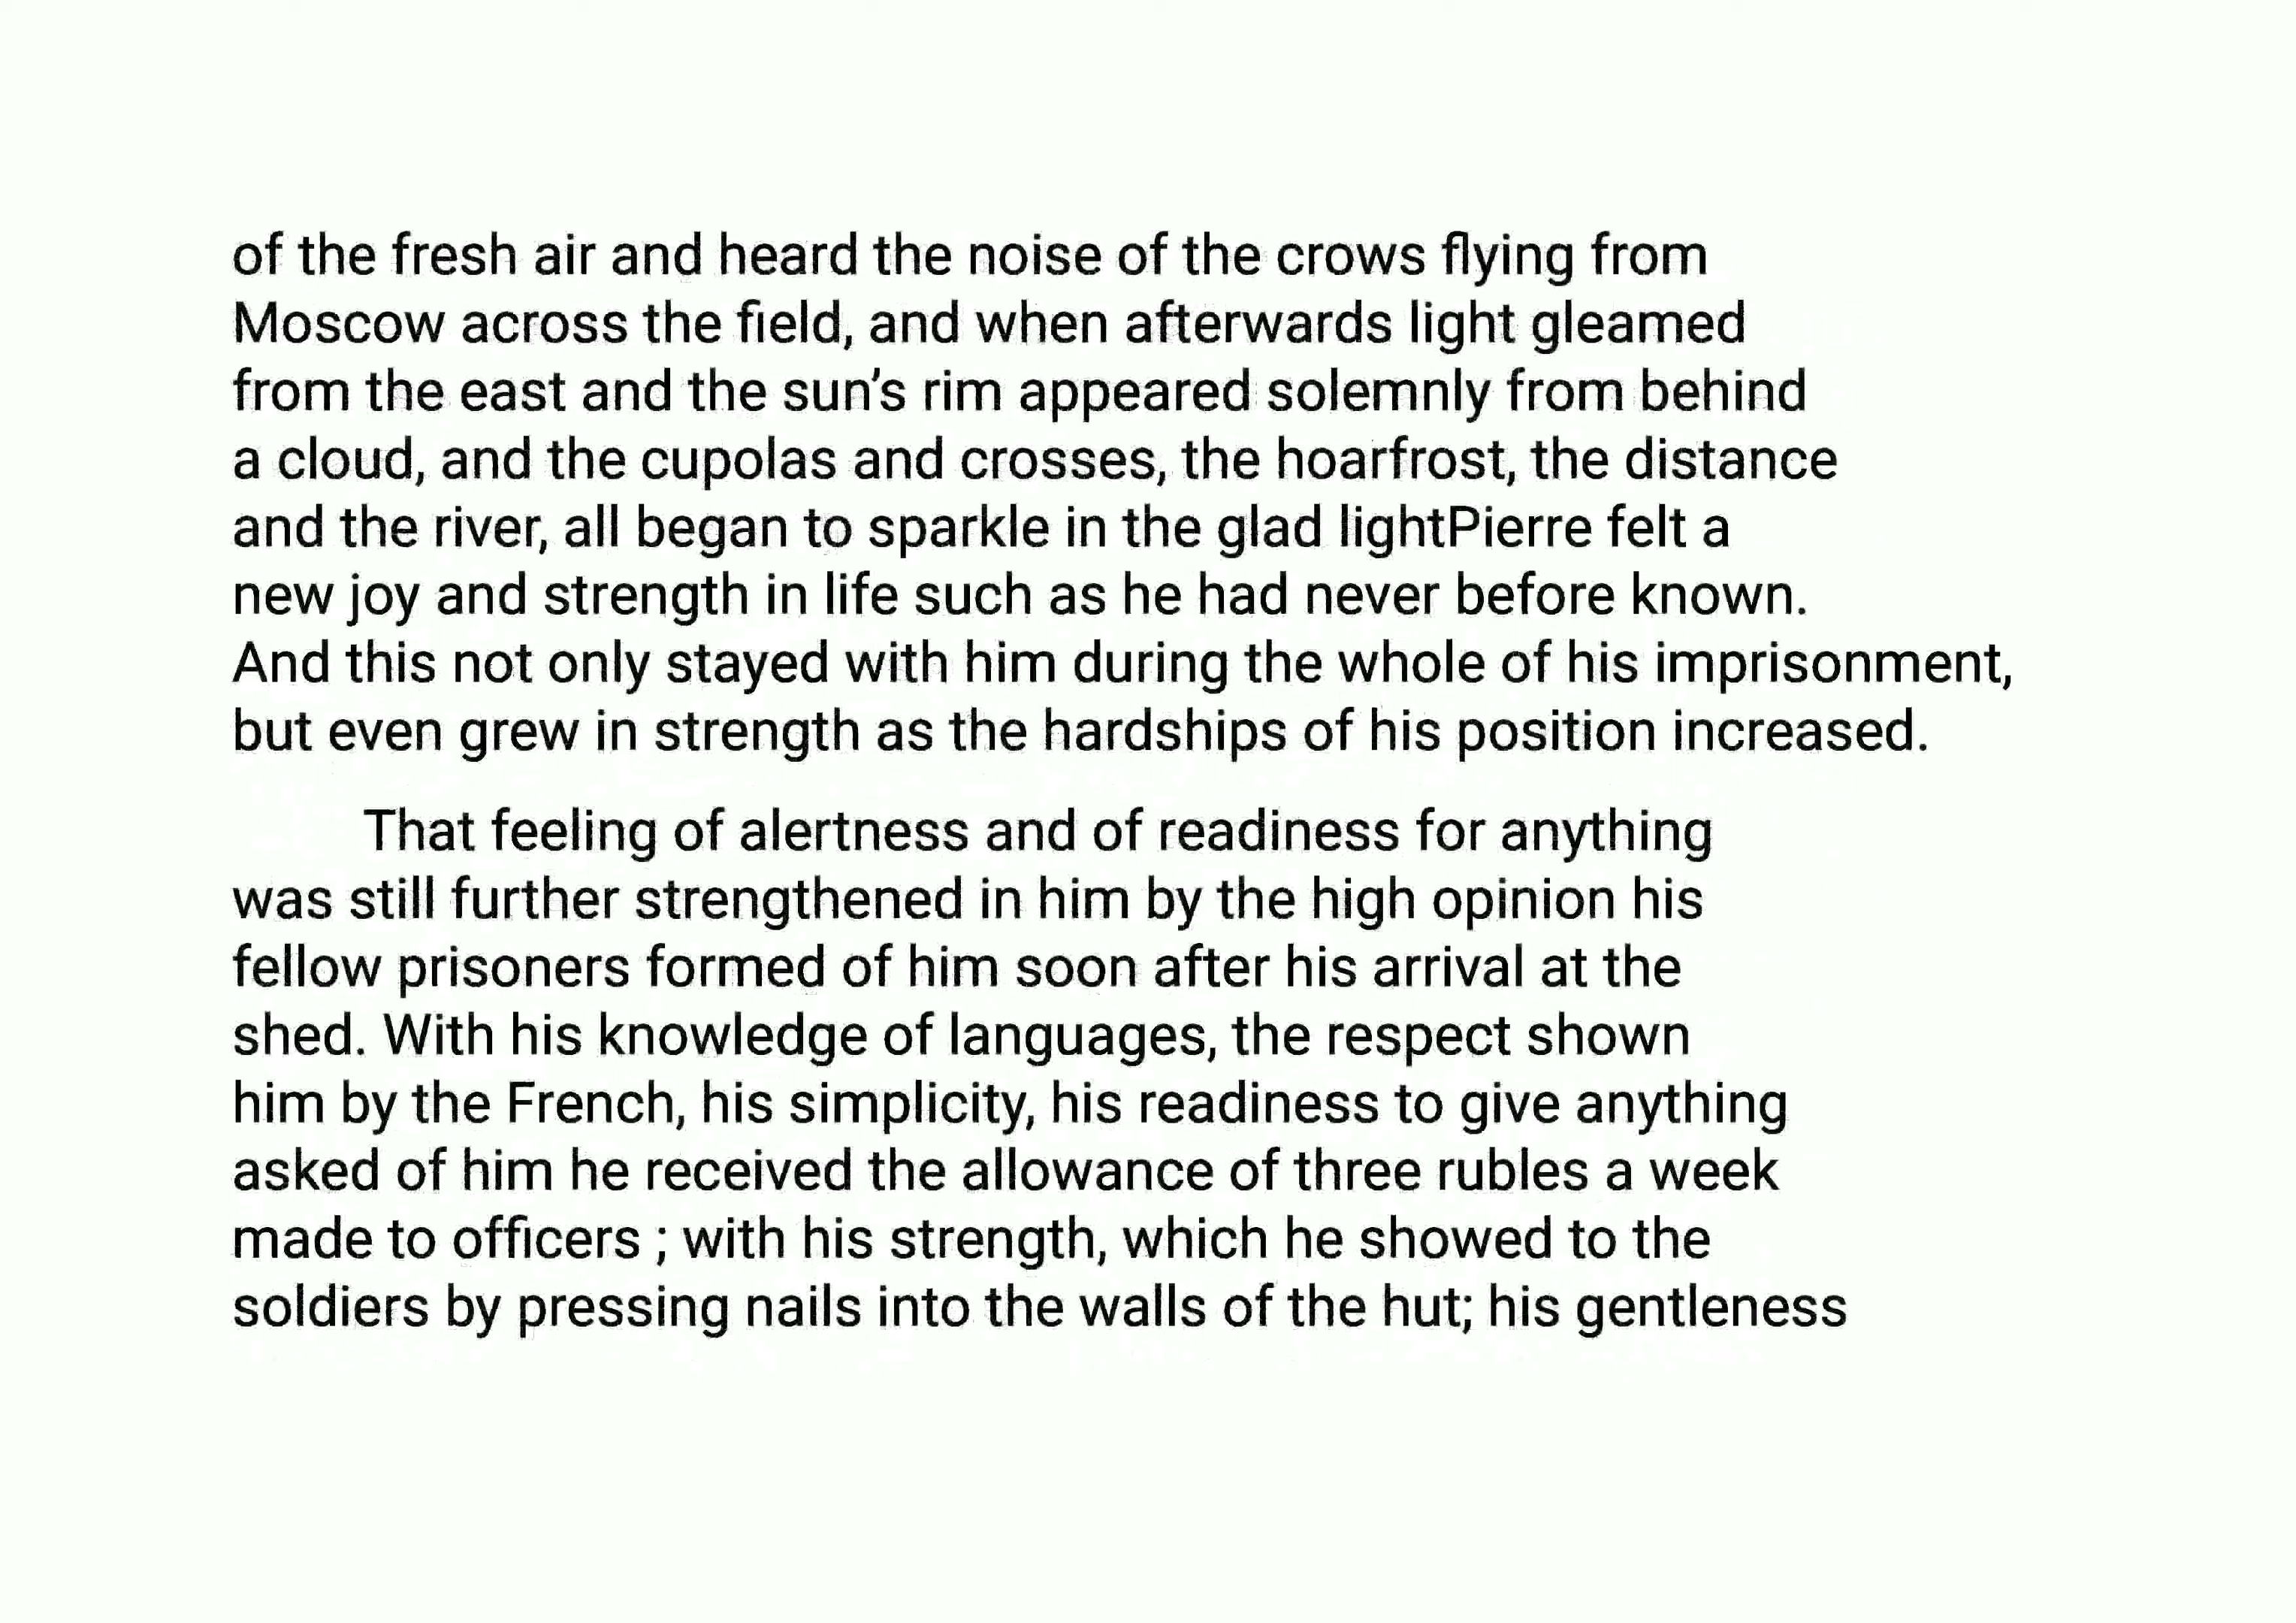 of the fresh air and heard the noise of the crows flying from
Moscow across the field, and when afterwards light gleamed
from the east and the sun's rim appeared solemnly from behind
a cloud, and the cupolas and crosses, the hoarfrost, the distance
and the river, all began to sparkle in the glad lightPierre felt a
new joy and strength in life such as he had never before known.
And this not only stayed with him during the whole of his imprisonment,
but even grew in strength as the hardships of his position increased.
That feeling of alertness and of readiness for anything
was still further strengthened in him by the high opinion his
fellow prisoners formed of him soon after his arrival at the
shed. With his knowledge of languages, the respect shown
him by the French, his simplicity, his readiness to give anything
asked of him he received the allowance of three rubles a week
made to officers ; with his strength, which he showed to the
soldiers by pressing nails into the walls of the hut; his gentleness